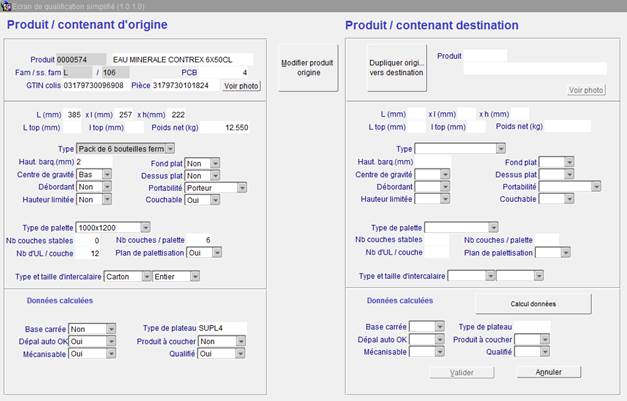 Ecran de qualification simplifié (1.0.1.0)
Produit / contenant d'origine
Produit 0000574 EAU MINERALE CONTREX 6X50CL
Fam / ss. fam L / 106 PCB 4
GTIN colis 03179730096908 Pièce 3179730101824 Voir photo
L (mm) 385 x l (mm) 257 x h(mm) 222
L top (mm) l top (mm) Poids net (kg) 12.550
Type Pack de 6 bouteilles ferm
Haut. barq.(mm) 2 Fond plat Non
Centre de gravité Bas Dessus plat Non
Débordant Non Portabilité Porteur
Hauteur limitée Non Couchable Oui
Type de palette 1000x1200
Nb couches stables 0 Nb couches / palette 6
Nb d'UL / couche 12 Plan de palettisation Oui
Type et taille d'intercalaire Carton Entier
Données calculées
Base carrée Non Type de plateau SUPL4
Dépal auto OK Oui Produit à coucher Non
Mécanisable Oui Qualifié Oui
Modifier produit
origine
Produit / contenant destination
Dupliquer origi...
vers destination
Produit
Voir photo
L (mm) x l (mm) x h (mm)
L top (mm) l top (mm) Poids net (kg)
Type
Haut. barq.(mm) Fond plat
Centre de gravité Dessus plat
Débordant Portabilité
Hauteur limitée Couchable
Type de palette
Nb couches stables Nb couches / palette
Nb d'UL / couche Plan de palettisation
Type et taille d'intercalaire
Données calculées Calcul données
Base carrée Type de plateau
Dépal auto OK Produit à coucher
Mécanisable Qualifié
Valider Annuler